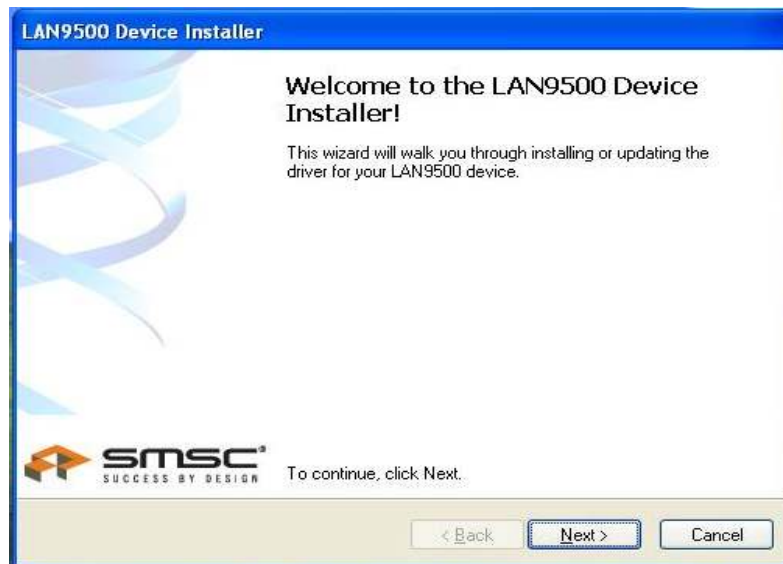 LAN9500 Device Installer
Welcome to the LAN9500 Device
Installer!
This wizard will walk you through installing or updating the
driver for your LAN9500 device.
smsc®
SUCCESS BY DESIGN
To continue, click Next.
< Back
Next >
Cancel